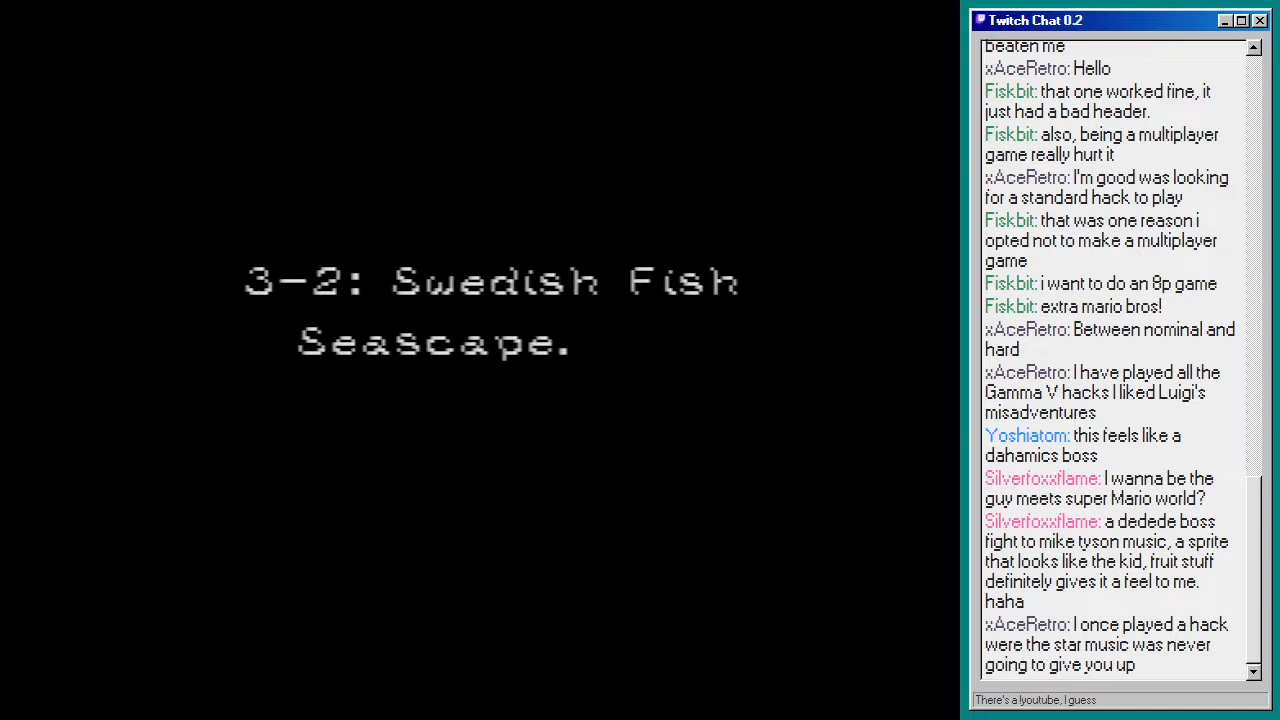 3-2: Swedish Fish
Seascape.
Twitch Chat 0.2
beaten me
xAceRetro: Hello
Fiskbit: that one worked fine, it
just had a bad header.
Fiskbit: also, being a multiplayer
game really hurt it
xAceRetro: I'm good was looking
for a standard hack to play
Fiskbit: that was one reason i
opted not to make a multiplayer
game
Fiskbit: i want to do an 8p game
Fiskbit: extra mario bros!
xAceRetro: Between nominal and
hard
xAceRetro: I have played all the
Gamma V hacks I liked Luigi's
misadventures
Yoshiatom: this feels like a
dahamics boss
Silverfoxxflame: I wanna be the
guy meets super Mario world?
Silverfoxxflame: a dedede boss
fight to mike tyson music, a sprite
that looks like the kid, fruit stuff
definitely gives it a feel to me.
haha
xAceRetro: I once played a hack
were the star music was never
going to give you up
There's a !youtube, I guess